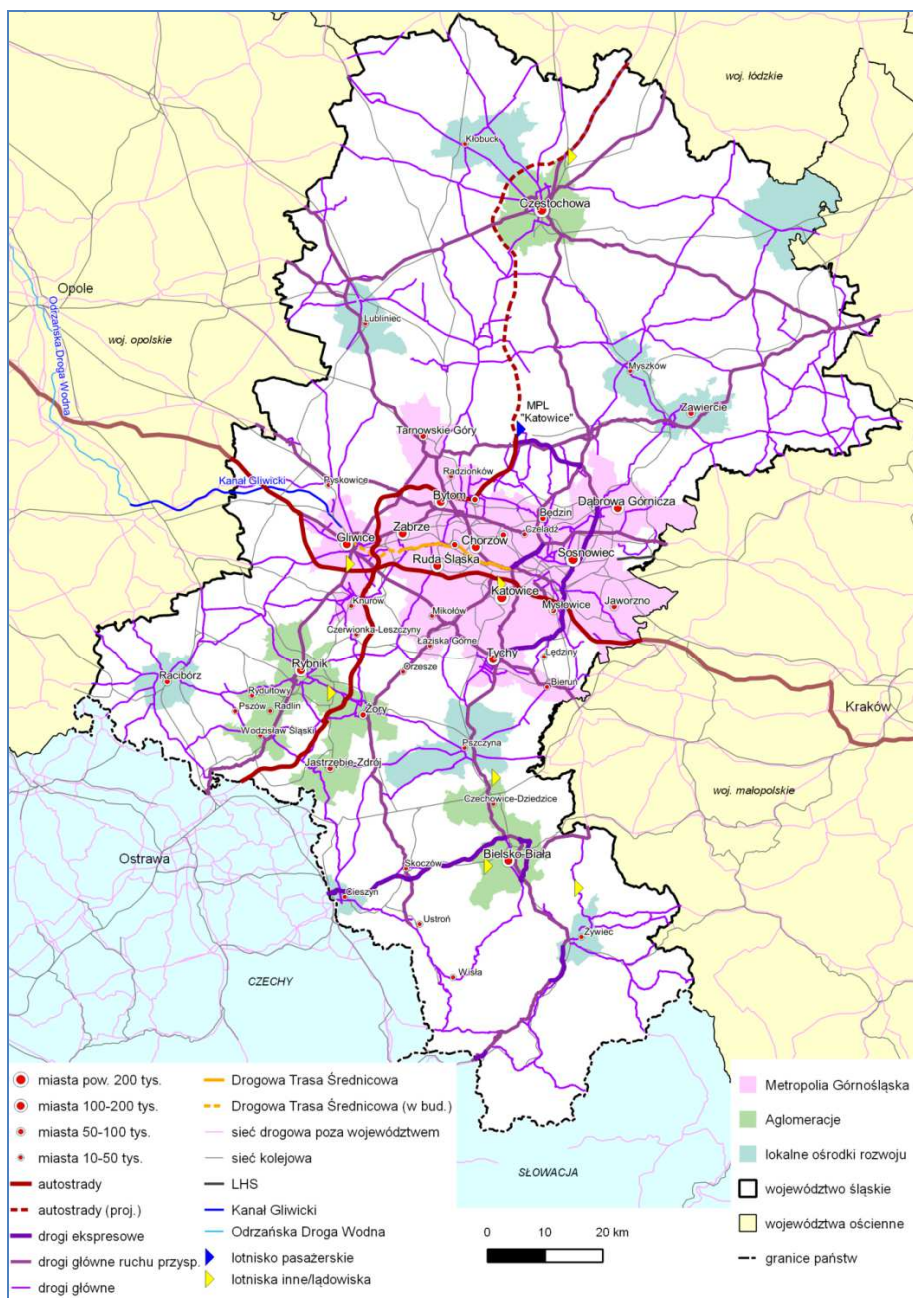 woj. łódzkie
Kłobuck
Częstochowa
Opole
Odrzańska Droga Wodna
woj. opolskie
Lubliniec
Myszków
MPL
"Katowice"
Zawiercie
Tarnowskie-Góry
Radzionków
Kanał Gliwicki
Pyskowice
Bytom
Dąbrowa Górnicza
Będzin
Zabrze
Czeladź
Gliwice
Chorzów
Sosnowiec
Ruda Śląska
Katowice
Knurów
Mysłowice
Jaworzno
Mikołów
Czerwionka-Leszczyny
Łaziska Górne
Tychy
Lędziny
Rybnik
Orzesze
Racibórz
Bieruń
Rydułtowy
Kraków
Pszów
Radlin
Żory
Wodzisław Śląski
Pszczyna
Jastrzębie-Zdrój
woj. małopolskie
Czechowice-Dziedzice
Ostrawa
Bielsko-Biała
Skoczów
Cieszyn
Ustroń
Żywiec
Wisła
CZECHY
SŁOWACJA
miasta pow. 200 tys.
miasta 100-200 tys.
miasta 50-100 tys.
miasta 10-50 tys.
autostrady
autostrady (proj.)
drogi ekspresowe
drogi główne ruchu przysp.
drogi główne
Drogowa Trasa Średnicowa
Drogowa Trasa Średnicowa (w bud.)
sieć drogowa poza województwem
sieć kolejowa
LHS
Kanał Gliwicki
Odrzańska Droga Wodna
lotnisko pasażerskie
lotniska inne/lądowiska
0 10 20 km
Metropolia Górnośląska
Aglomeracje
lokalne ośrodki rozwoju
województwo śląskie
województwa ościenne
granice państw